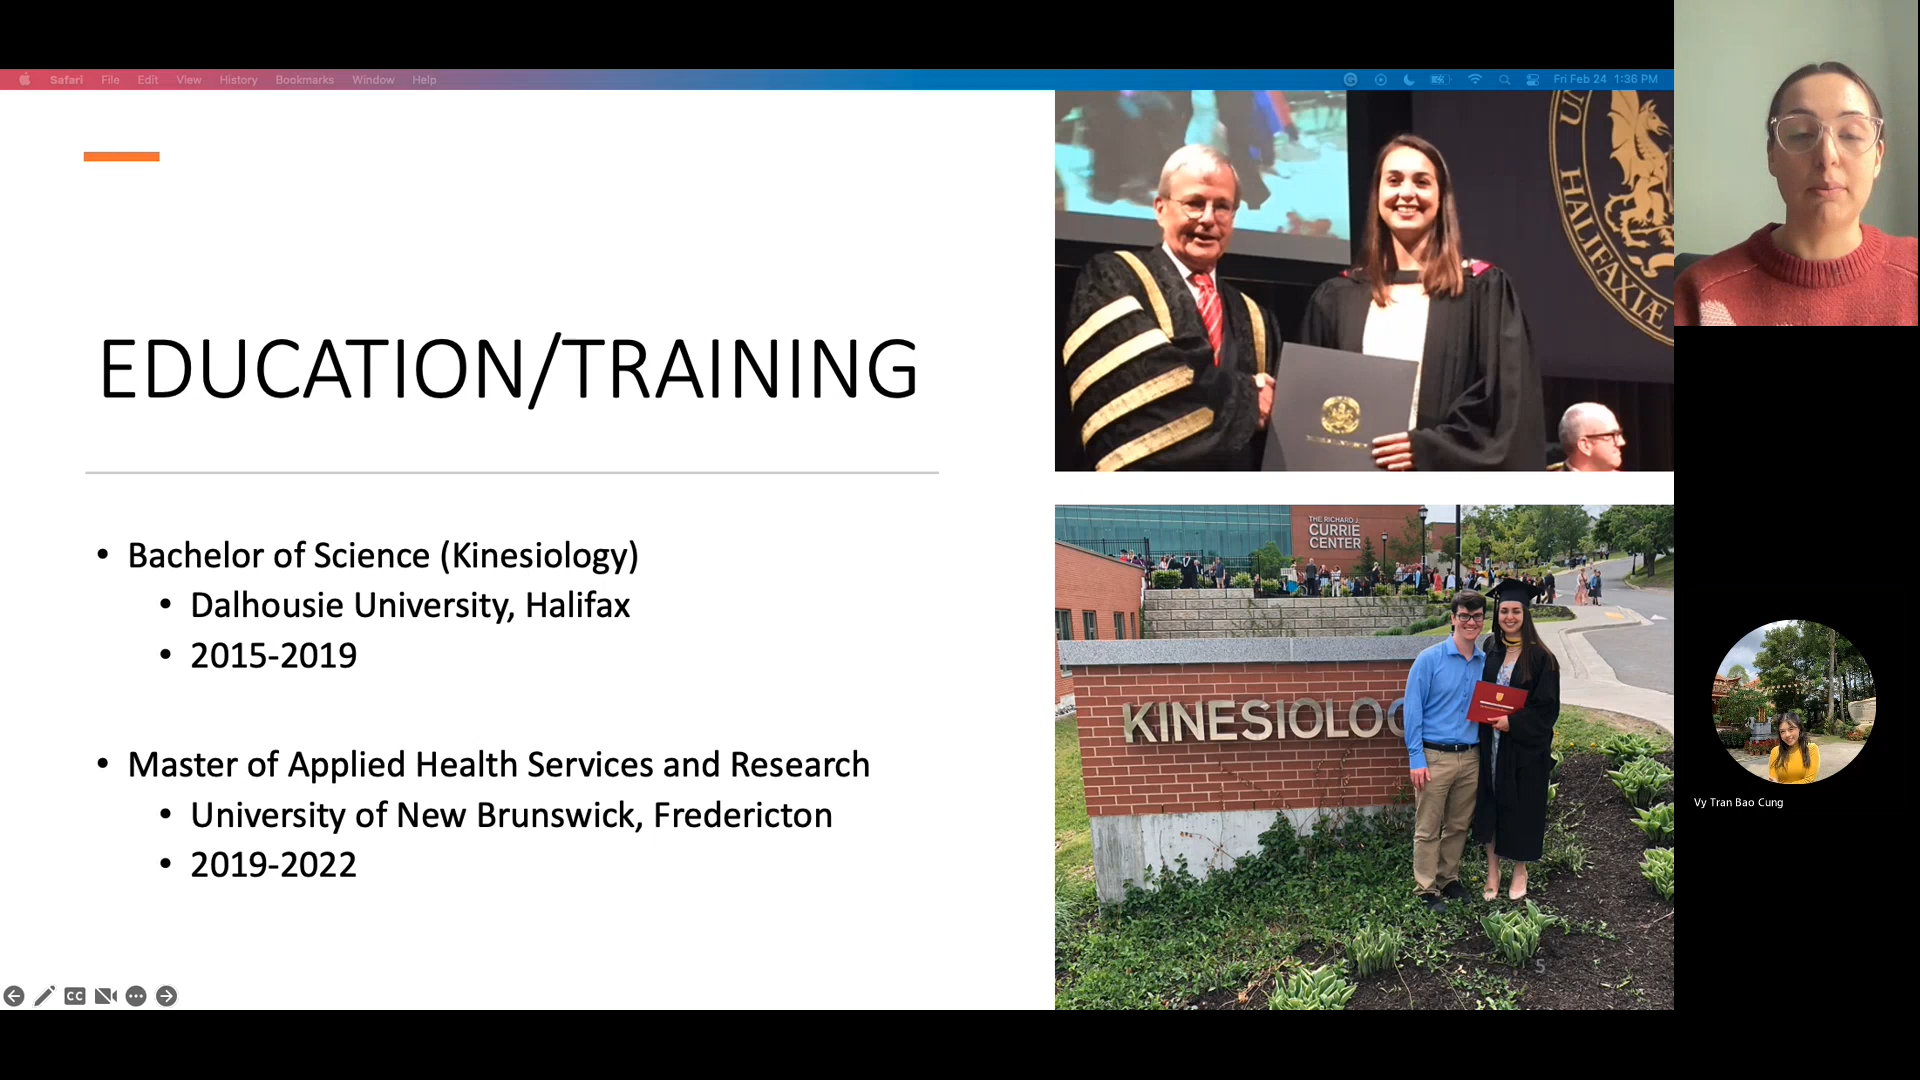 Safari File Edit View History Bookmarks Window Help
Fri Feb 24 1:36 PM
EDUCATION/TRAINING
• Bachelor of Science (Kinesiology)
• Dalhousie University, Halifax
• 2015-2019
• Master of Applied Health Services and Research
• University of New Brunswick, Fredericton
• 2019-2022
HALIFAXIÆ
THE RICHARD J.
CURRIE
CENTER
KINESIOLOG
5
CC
Vy Tran Bao Cung